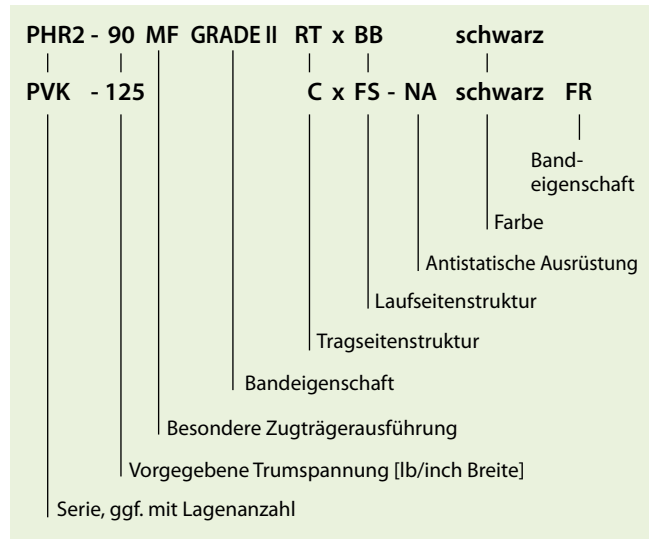 PHR2 - 90 MF GRADE II RT x BB schwarz
PVK - 125 C x FS - NA schwarz FR
Band-
eigenschaft
Farbe
Antistatische Ausrüstung
Laufseitenstruktur
Tragseitenstruktur
Bandeigenschaft
Besondere Zugträgerausführung
Vorgegebene Trumspannung [lb/inch Breite]
Serie, ggf. mit Lagenanzahl